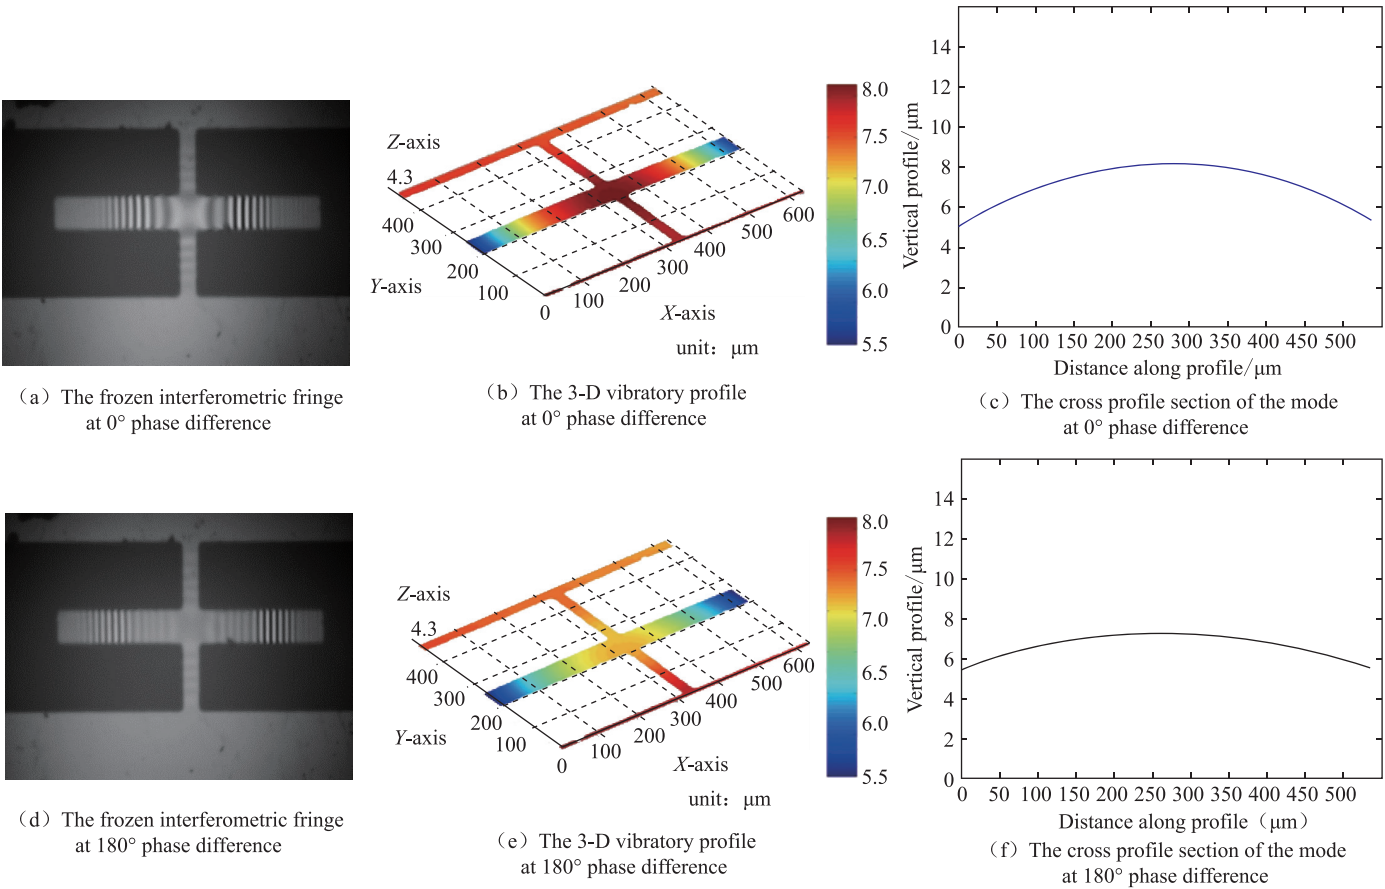 Z-axis
4.3
400
300
200
100
0
Y-axis
0
100
200
300
400
500
600
X-axis
unit: μm
8.0
7.5
7.0
6.5
6.0
5.5
Vertical profile/μm
14
12
10
8
6
4
2
0
0 50 100 150 200 250 300 350 400 450 500
Distance along profile/μm
(a) The frozen interferometric fringe
at 0° phase difference
(b) The 3-D vibratory profile
at 0° phase difference
(c) The cross profile section of the mode
at 0° phase difference
Z-axis
4.3
400
300
200
100
Y-axis
0
100
200
300
400
500
600
X-axis
unit: μm
8.0
7.5
7.0
6.5
6.0
5.5
Vertical profile/μm
14
12
10
8
6
4
2
0
0 50 100 150 200 250 300 350 400 450 500
Distance along profile(μm)
(d) The frozen interferometric fringe
at 180° phase difference
(e) The 3-D vibratory profile
at 180° phase difference
(f) The cross profile section of the mode
at 180° phase difference